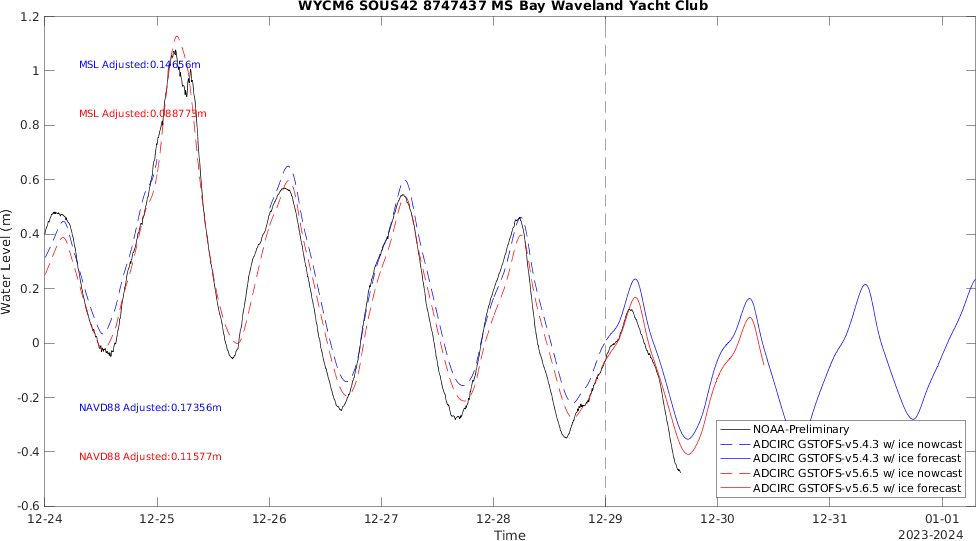 WYCM6 SOUS42 8747437 MS Bay Waveland Yacht Club
1.2
1
0.8
0.6
0.4
0.2
0
-0.2
-0.4
-0.6
Water Level (m)
MSL Adjusted:0.14656m
MSL Adjusted:0.088773m
NAVD88 Adjusted:0.17356m
NAVD88 Adjusted:0.11577m
NOAA-Preliminary
ADCIRC GSTOFS-v5.4.3 w/ ice nowcast
ADCIRC GSTOFS-v5.4.3 w/ ice forecast
ADCIRC GSTOFS-v5.6.5 w/ ice nowcast
ADCIRC GSTOFS-v5.6.5 w/ ice forecast
12-24 12-25 12-26 12-27 12-28 12-29 12-30 12-31 01-01
Time
2023-2024